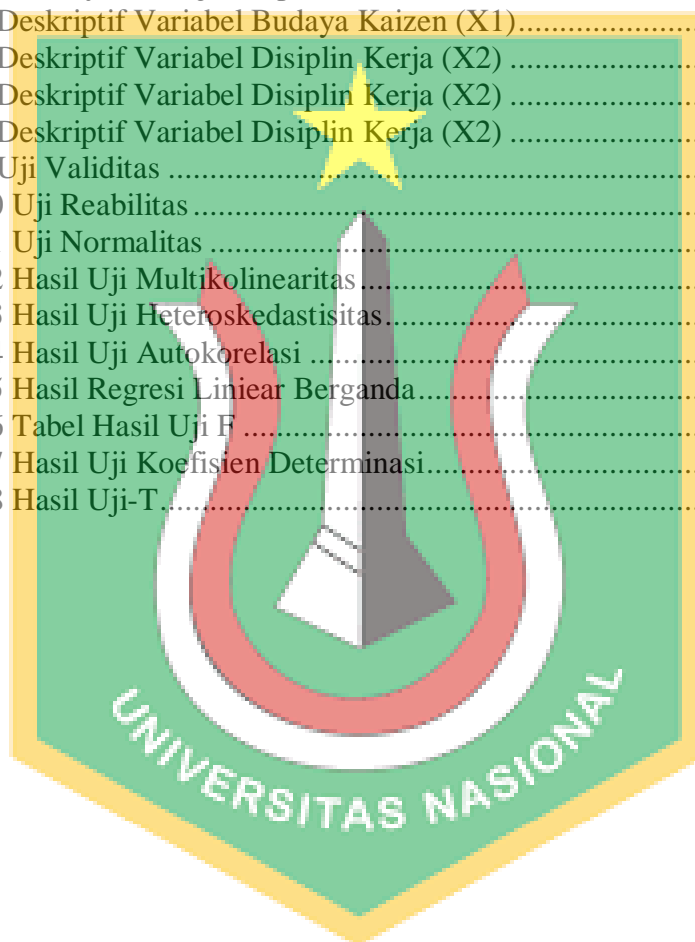 Deskriptif Variabel Budaya Kaizen (X1)..............................
Deskriptif Variabel Disiplin Kerja (X2) ..............................
Deskriptif Variabel Disiplin Kerja (X2) ..............................
Deskriptif Variabel Disiplin Kerja (X2) ..............................
Uji Validitas ..............................
Uji Reabilitas ..............................
Uji Normalitas ..............................
Hasil Uji Multikolinearitas ..............................
Hasil Uji Heteroskedastisitas..............................
Hasil Uji Autokorelasi ..............................
Hasil Regresi Liniear Berganda ..............................
Tabel Hasil Uji F ..............................
Hasil Uji Koefisien Determinasi..............................
Hasil Uji-T..............................
UNIVERSITAS NASIONAL